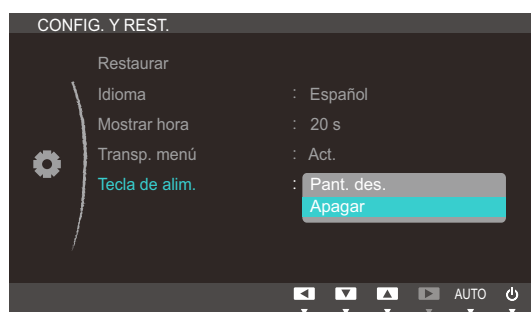 CONFIG. Y REST.
Restaurar
Idioma : Español
Mostrar hora : 20 s
Transp. menú : Act.
Tecla de alim. : Pant. des.
Apagar
AUTO